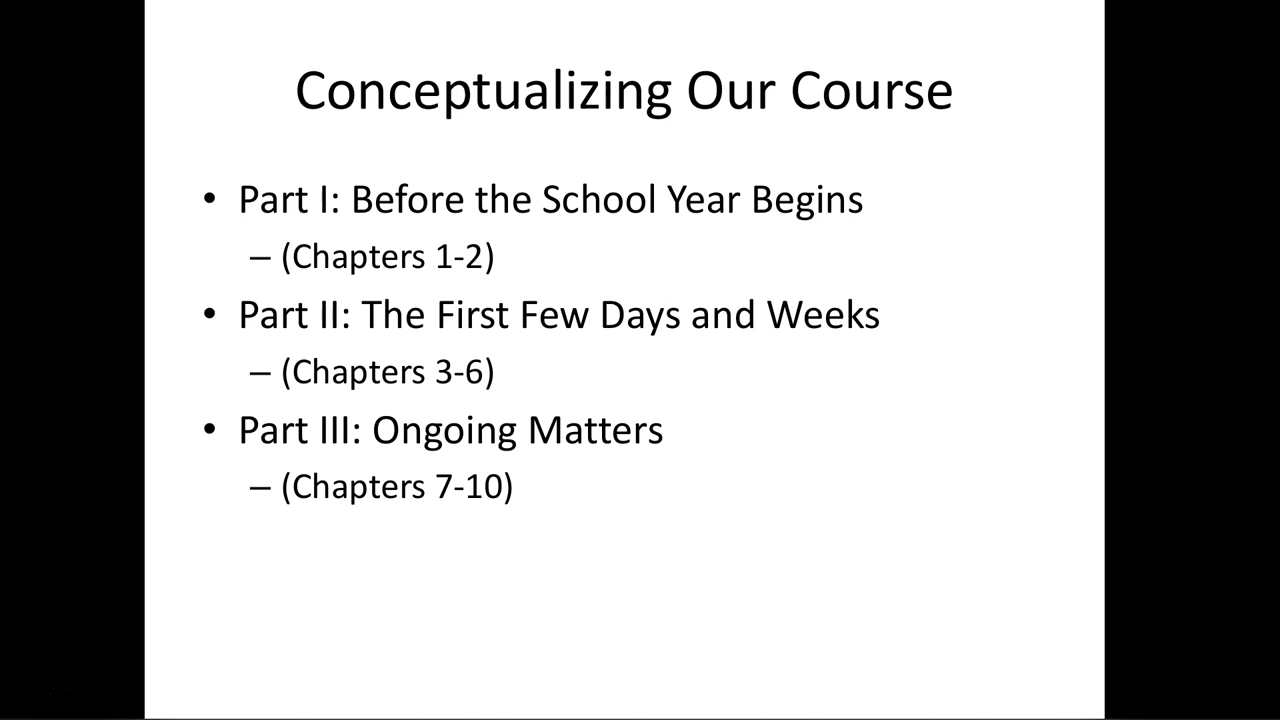 Conceptualizing Our Course
• Part I: Before the School Year Begins
– (Chapters 1-2)
• Part II: The First Few Days and Weeks
– (Chapters 3-6)
• Part III: Ongoing Matters
– (Chapters 7-10)